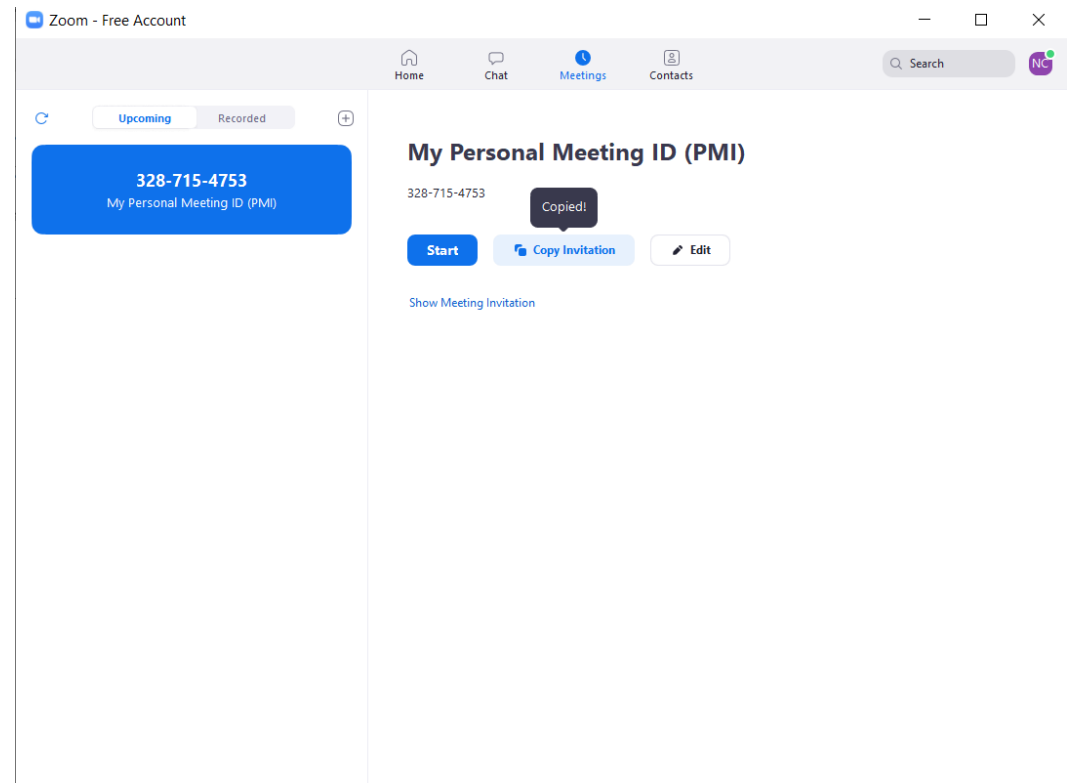 Zoom - Free Account
Home Chat Meetings Contacts
Search
NC
Upcoming Recorded
328-715-4753
My Personal Meeting ID (PMI)
My Personal Meeting ID (PMI)
328-715-4753
Copied!
Start Copy Invitation Edit
Show Meeting Invitation